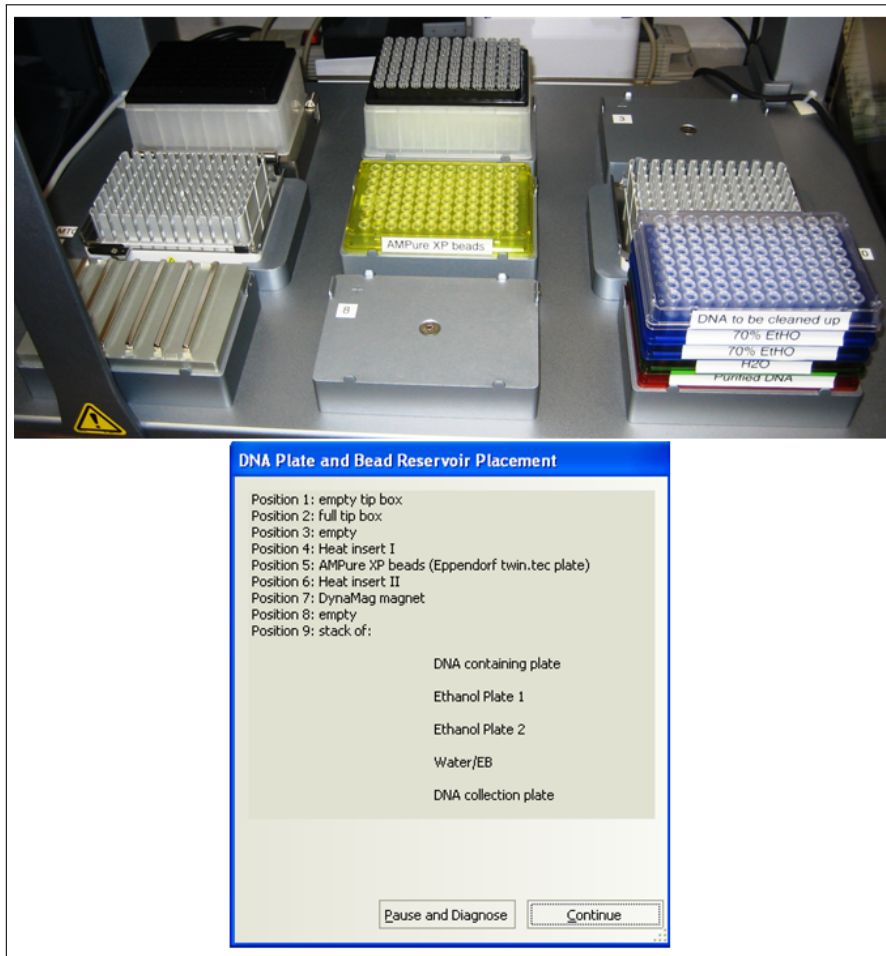 3
MTC
AMPure XP beads
0
8
DNA to be cleaned up
70% EtHO
70% EtHO
H2O
Purified DNA
DNA Plate and Bead Reservoir Placement
Position 1: empty tip box
Position 2: full tip box
Position 3: empty
Position 4: Heat insert I
Position 5: AMPure XP beads (Eppendorf twin.tec plate)
Position 6: Heat insert II
Position 7: DynaMag magnet
Position 8: empty
Position 9: stack of:
DNA containing plate
Ethanol Plate 1
Ethanol Plate 2
Water/EB
DNA collection plate
Pause and Diagnose
Continue